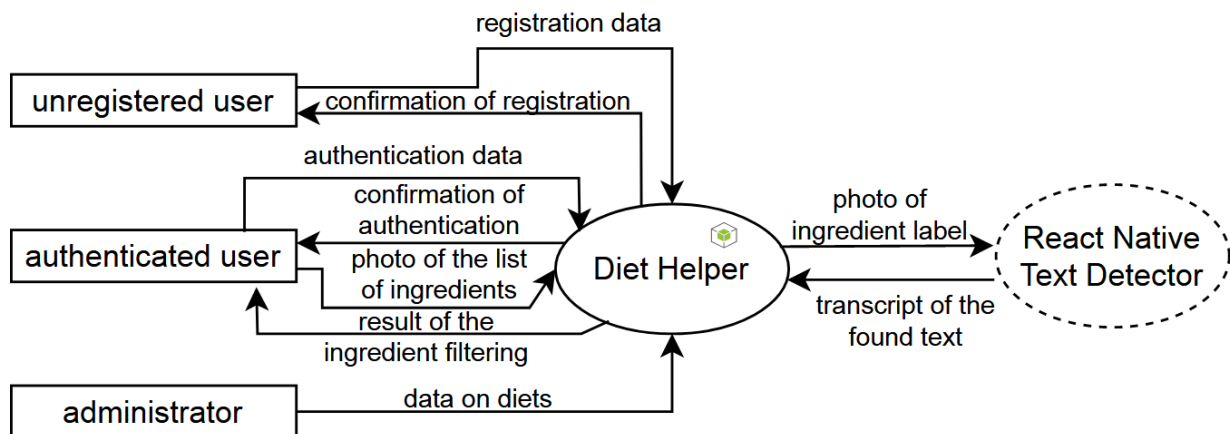 registration data
unregistered user
confirmation of registration
authentication data
confirmation of
authentication
authenticated user
photo of the list
of ingredients
result of the
ingredient filtering
administrator
data on diets
Diet Helper
photo of
ingredient label
transcript of the
found text
React Native
Text Detector